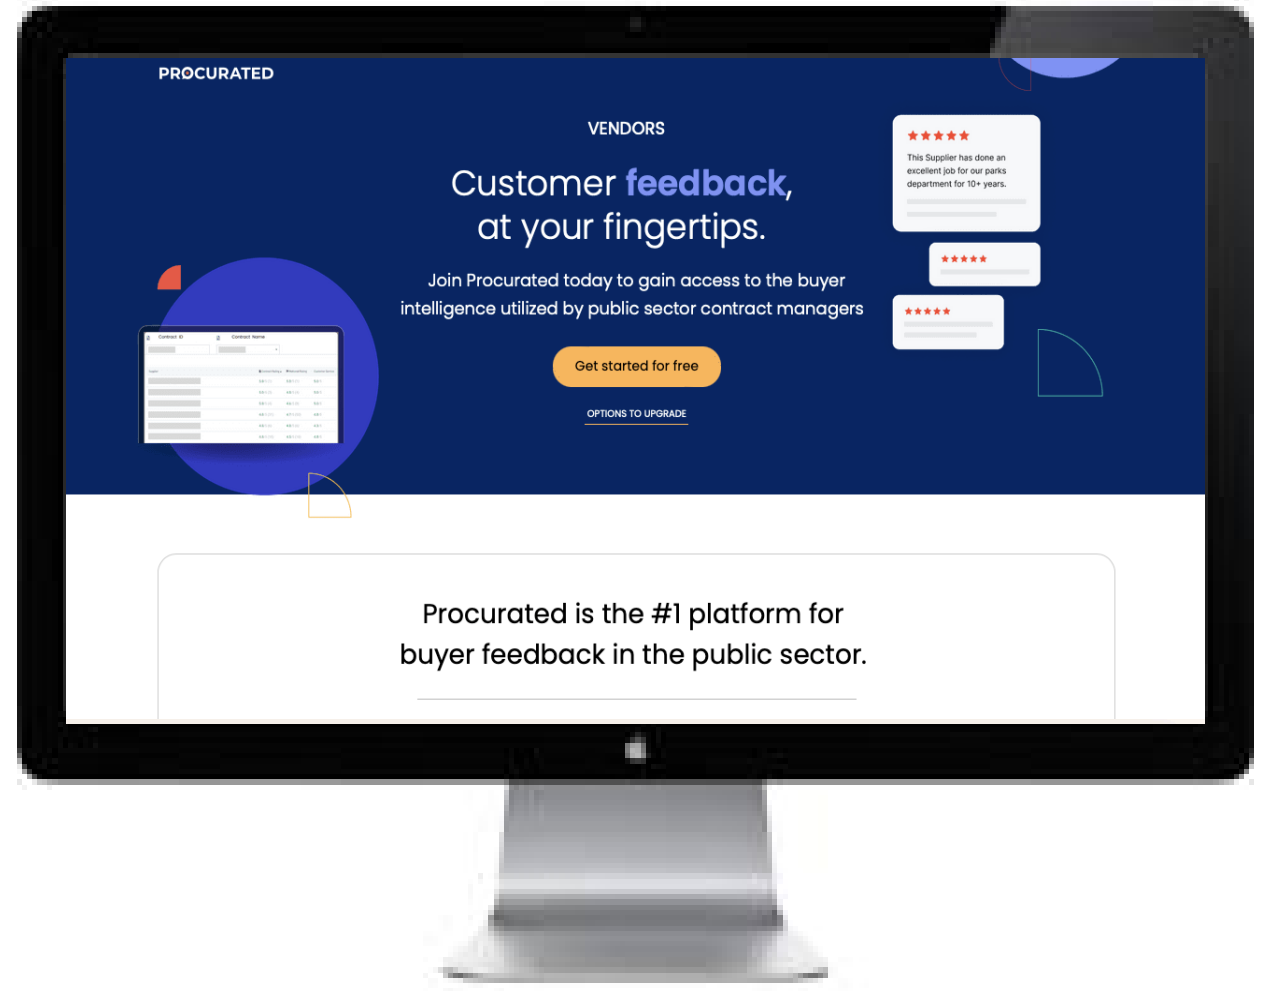 PROCURATED
VENDORS
Customer feedback,
at your fingertips.
Join Procurated today to gain access to the buyer
intelligence utilized by public sector contract managers
Get started for free
OPTIONS TO UPGRADE
This Supplier has done an
excellent job for our parks
department for 10+ years.
Contract ID
Contract Name
Procurated is the #1 platform for
buyer feedback in the public sector.